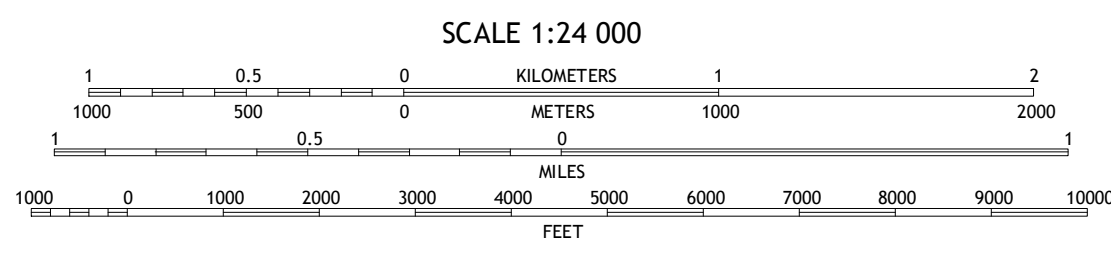 SCALE 1:24 000
1 0.5 0 KILOMETERS 1 2
1000 500 0 METERS 1000 2000
1 0.5 0 1
MILES
1000 0 1000 2000 3000 4000 5000 6000 7000 8000 9000 10000
FEET